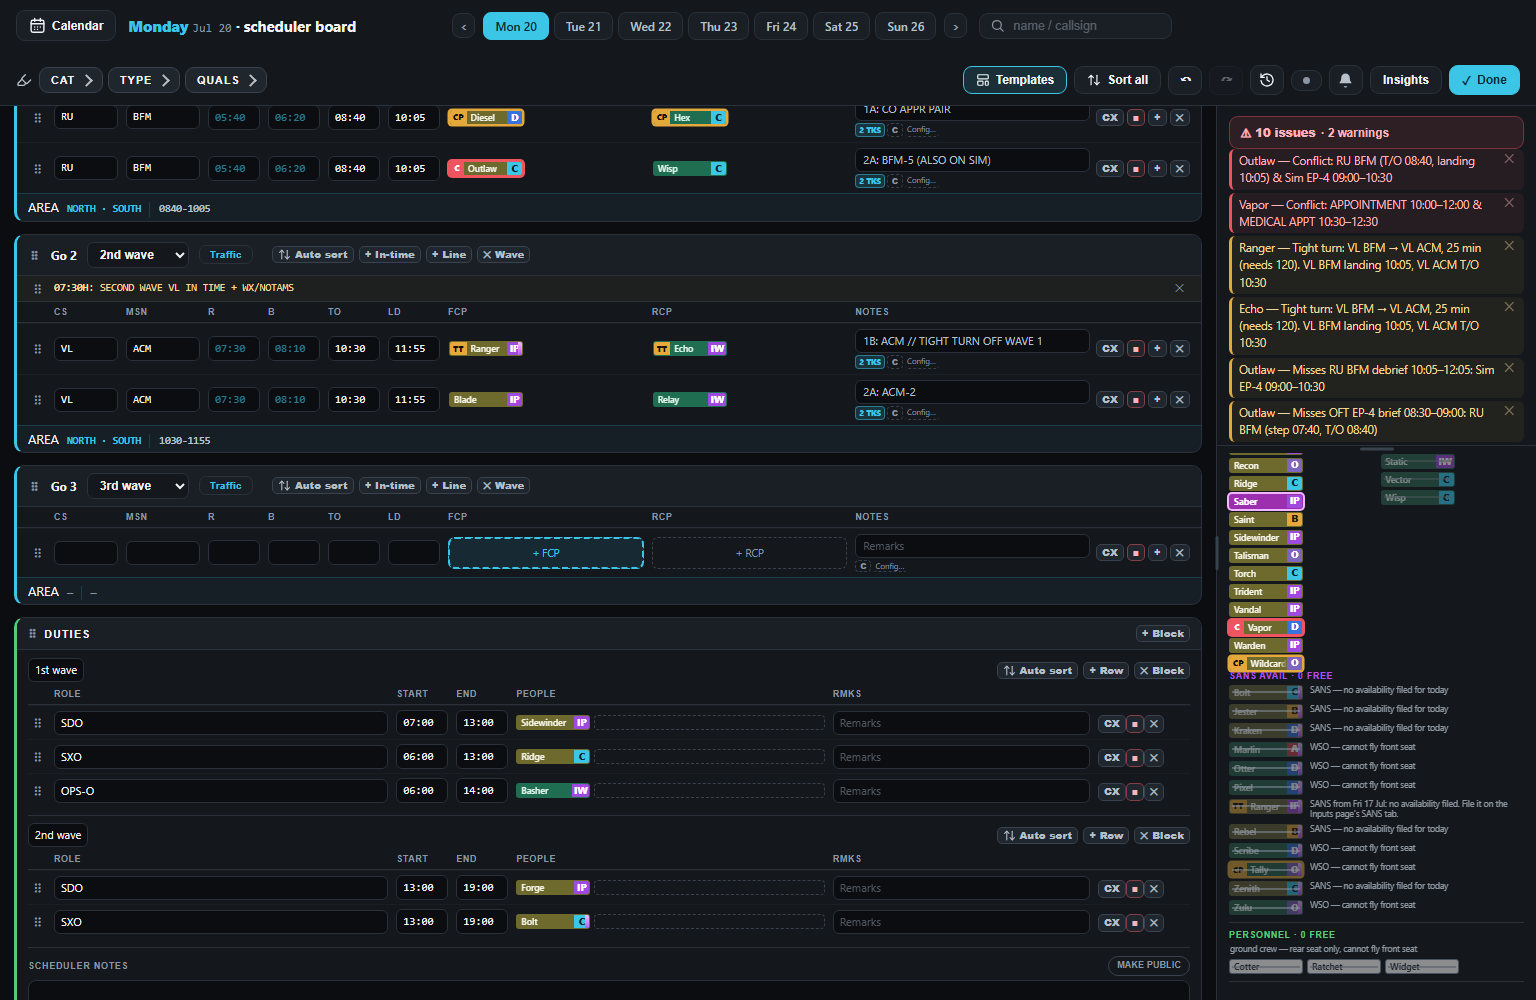 Calendar
Monday Jul 20 · scheduler board
‹ Mon 20 Tue 21 Wed 22 Thu 23 Fri 24 Sat 25 Sun 26 ›
name / callsign
CAT TYPE QUALS
Templates Sort all Insights ✓ Done
RU BFM 05:40 06:20 08:40 10:05 CP Diesel D CP Hex C 1A: CO APPR PAIR CX + ×
2 TKS C Config...
RU BFM 05:40 06:20 08:40 10:05 C Outlaw C Wisp C 2A: BFM-5 (ALSO ON SIM) CX + ×
2 TKS C Config...
AREA NORTH · SOUTH 0840-1005
Go 2 2nd wave Traffic Auto sort + In-time + Line × Wave
07:30H: SECOND WAVE VL IN TIME + WX/NOTAMS ×
CS MSN R B TO LD FCP RCP NOTES
VL ACM 07:30 08:10 10:30 11:55 TT Ranger IP TT Echo IW 1B: ACM // TIGHT TURN OFF WAVE 1 CX + ×
2 TKS C Config...
VL ACM 07:30 08:10 10:30 11:55 Blade IP Relay IW 2A: ACM-2 CX + ×
2 TKS C Config...
AREA NORTH · SOUTH 1030-1155
Go 3 3rd wave Traffic Auto sort + In-time + Line × Wave
CS MSN R B TO LD FCP RCP NOTES
+ FCP + RCP Remarks CX + ×
C Config...
AREA – –
DUTIES + Block
1st wave Auto sort + Row × Block
ROLE START END PEOPLE RMKS
SDO 07:00 13:00 Sidewinder IP Remarks CX ×
SXO 06:00 13:00 Ridge C Remarks CX ×
OPS-O 06:00 14:00 Basher IW Remarks CX ×
2nd wave Auto sort + Row × Block
ROLE START END PEOPLE RMKS
SDO 13:00 19:00 Forge IP Remarks CX ×
SXO 13:00 19:00 Bolt C Remarks CX ×
SCHEDULER NOTES MAKE PUBLIC
⚠ 10 issues · 2 warnings
Outlaw — Conflict: RU BFM (T/O 08:40, landing
10:05) & Sim EP-4 09:00–10:30
Vapor — Conflict: APPOINTMENT 10:00–12:00 &
MEDICAL APPT 10:30–12:30
Ranger — Tight turn: VL BFM → VL ACM, 25 min
(needs 120). VL BFM landing 10:05, VL ACM T/O
10:30
Echo — Tight turn: VL BFM → VL ACM, 25 min
(needs 120). VL BFM landing 10:05, VL ACM T/O
10:30
Outlaw — Misses RU BFM debrief 10:05–12:05: Sim
EP-4 09:00–10:30
Outlaw — Misses OFT EP-4 brief 08:30–09:00: RU
BFM (step 07:40, T/O 08:40)
Recon O Static IW
Ridge C Vector C
Saber IP Wisp C
Saint B
Sidewinder IP
Talisman O
Torch C
Trident IP
Vandal IP
C Vapor D
Warden IP
CP Wildcard O
SANS AVAIL · 0 FREE
Bolt C SANS — no availability filed for today
Jester B SANS — no availability filed for today
Kraken D SANS — no availability filed for today
Marlin A WSO — cannot fly front seat
Otter D WSO — cannot fly front seat
Pixel D WSO — cannot fly front seat
TT Ranger IP SANS from Fri 17 Jul: no availability filed. File it on the
Inputs page's SANS tab.
Rebel B SANS — no availability filed for today
Scribe D WSO — cannot fly front seat
CP Tally O WSO — cannot fly front seat
Zenith C SANS — no availability filed for today
Zulu O WSO — cannot fly front seat
PERSONNEL · 0 FREE
ground crew — rear seat only, cannot fly front seat
Cotter Ratchet Widget